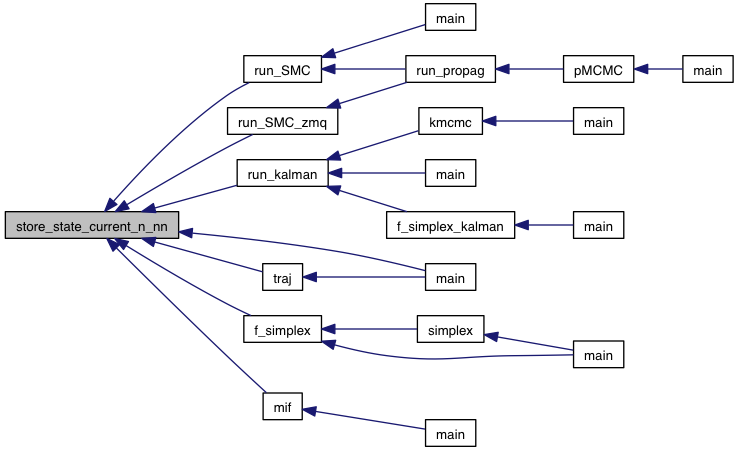 main
run_SMC
run_propag
pMCMC
main
run_SMC_zmq
kmcmc
main
run_kalman
main
store_state_current_n_nn
f_simplex_kalman
main
traj
main
f_simplex
simplex
main
mif
main